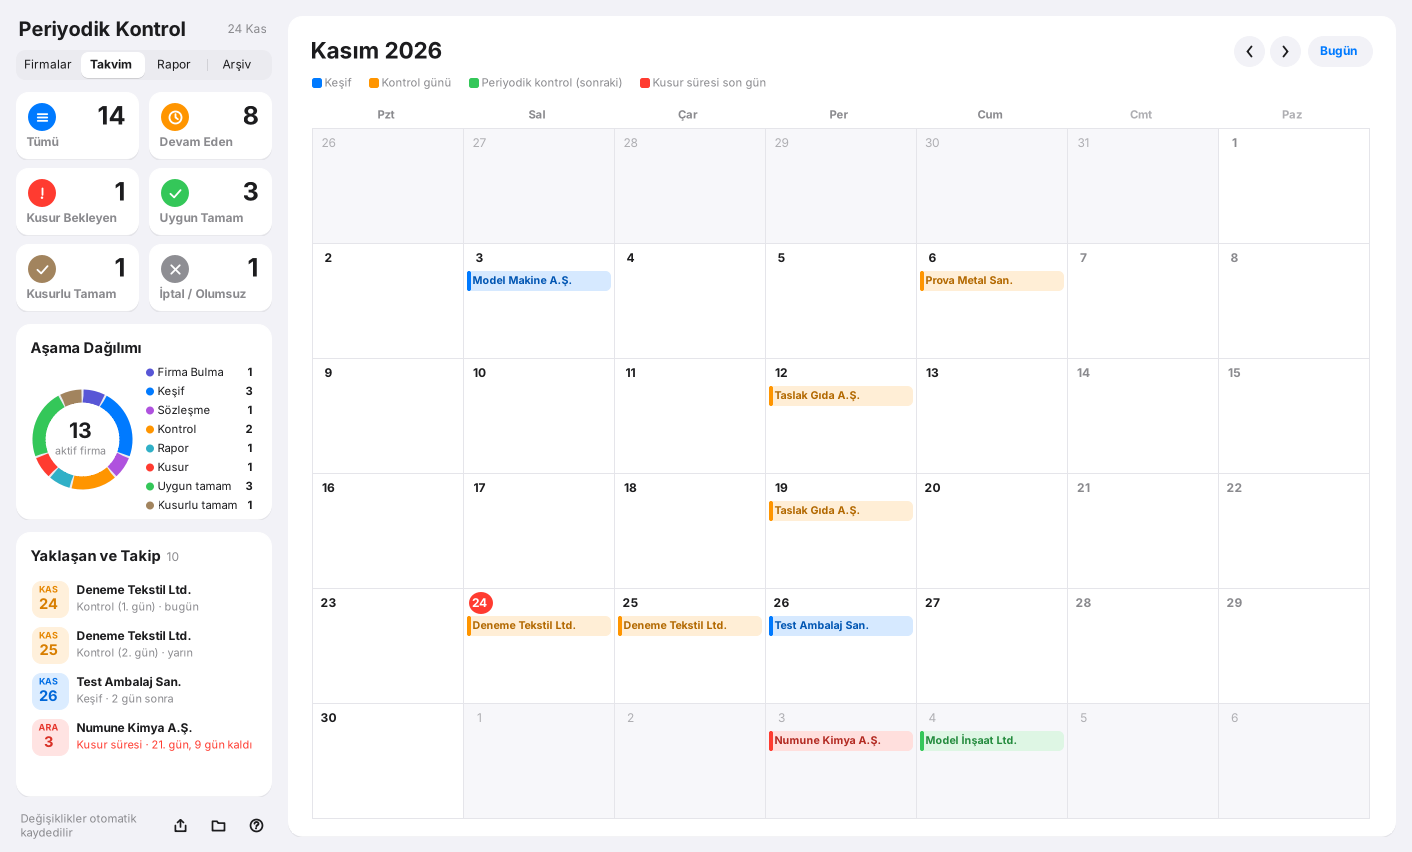 Periyodik Kontrol
24 Kas
Firmalar Takvim Rapor Arşiv
14
Tümü
8
Devam Eden
1
Kusur Bekleyen
3
Uygun Tamam
1
Kusurlu Tamam
1
İptal / Olumsuz
Aşama Dağılımı
13
aktif firma
Firma Bulma 1
Keşif 3
Sözleşme 1
Kontrol 2
Rapor 1
Kusur 1
Uygun tamam 3
Kusurlu tamam 1
Yaklaşan ve Takip 10
KAS
24
Deneme Tekstil Ltd.
Kontrol (1. gün) · bugün
KAS
25
Deneme Tekstil Ltd.
Kontrol (2. gün) · yarın
KAS
26
Test Ambalaj San.
Keşif · 2 gün sonra
ARA
3
Numune Kimya A.Ş.
Kusur süresi · 21. gün, 9 gün kaldı
Değişiklikler otomatik
kaydedilir
Kasım 2026
Bugün
Keşif Kontrol günü Periyodik kontrol (sonraki) Kusur süresi son gün
Pzt Sal Çar Per Cum Cmt Paz
26 27 28 29 30 31 1
2 3 4 5 6 7 8
Model Makine A.Ş. Prova Metal San.
9 10 11 12 13 14 15
Taslak Gıda A.Ş.
16 17 18 19 20 21 22
Taslak Gıda A.Ş.
23 24 25 26 27 28 29
Deneme Tekstil Ltd. Deneme Tekstil Ltd. Test Ambalaj San.
30 1 2 3 4 5 6
Numune Kimya A.Ş. Model İnşaat Ltd.